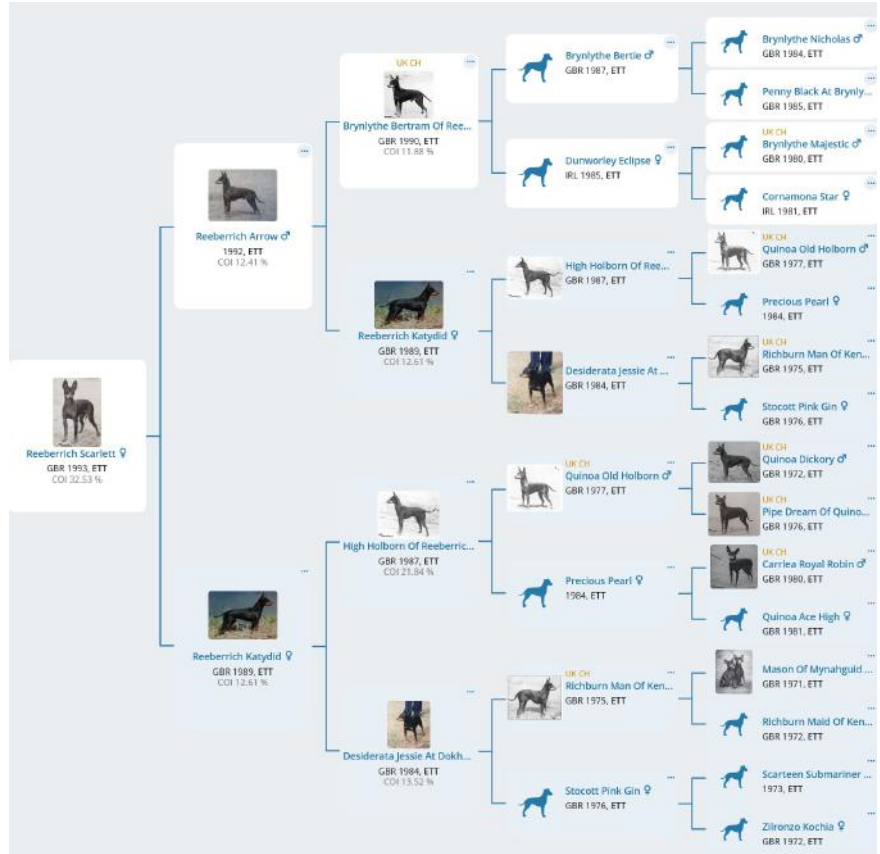 Reeberrich Scarlett ♀
GBR 1993, ETT
COI 32.53 %
Reeberrich Arrow ♂
1992, ETT
COI 12.41 %
Reeberrich Katydid ♀
GBR 1989, ETT
COI 12.61 %
UK CH
Brynlythe Bertram Of Ree...
GBR 1990, ETT
COI 11.88 %
Reeberrich Katydid ♀
GBR 1989, ETT
COI 12.61 %
High Holborn Of Reeberric...
GBR 1987, ETT
COI 21.84 %
Desiderata Jessie At Dokh...
GBR 1984, ETT
COI 13.52 %
Brynlythe Bertie ♂
GBR 1987, ETT
Dunworley Eclipse ♀
IRL 1985, ETT
High Holborn Of Ree...
GBR 1987, ETT
Desiderata Jessie At ...
GBR 1984, ETT
UK CH
Quinoa Old Holborn ♂
GBR 1977, ETT
Precious Pearl ♀
1984, ETT
UK CH
Richburn Man Of Ken...
GBR 1975, ETT
Stocott Pink Gin ♀
GBR 1976, ETT
Brynlythe Nicholas ♂
GBR 1984, ETT
Penny Black At Brynly...
GBR 1985, ETT
UK CH
Brynlythe Majestic ♂
GBR 1980, ETT
Cornamona Star ♀
IRL 1981, ETT
UK CH
Quinoa Old Holborn ♂
GBR 1977, ETT
Precious Pearl ♀
1984, ETT
UK CH
Richburn Man Of Ken...
GBR 1975, ETT
Stocott Pink Gin ♀
GBR 1976, ETT
UK CH
Quinoa Dickory ♂
GBR 1972, ETT
UK CH
Pipe Dream Of Quino...
GBR 1976, ETT
UK CH
Carrlea Royal Robin ♂
GBR 1980, ETT
Quinoa Ace High ♀
GBR 1981, ETT
Mason Of Mynahguld ...
GBR 1971, ETT
Richburn Maid Of Ken...
GBR 1972, ETT
Scarteen Submariner ...
1973, ETT
Zilronzo Kochia ♀
GBR 1972, ETT